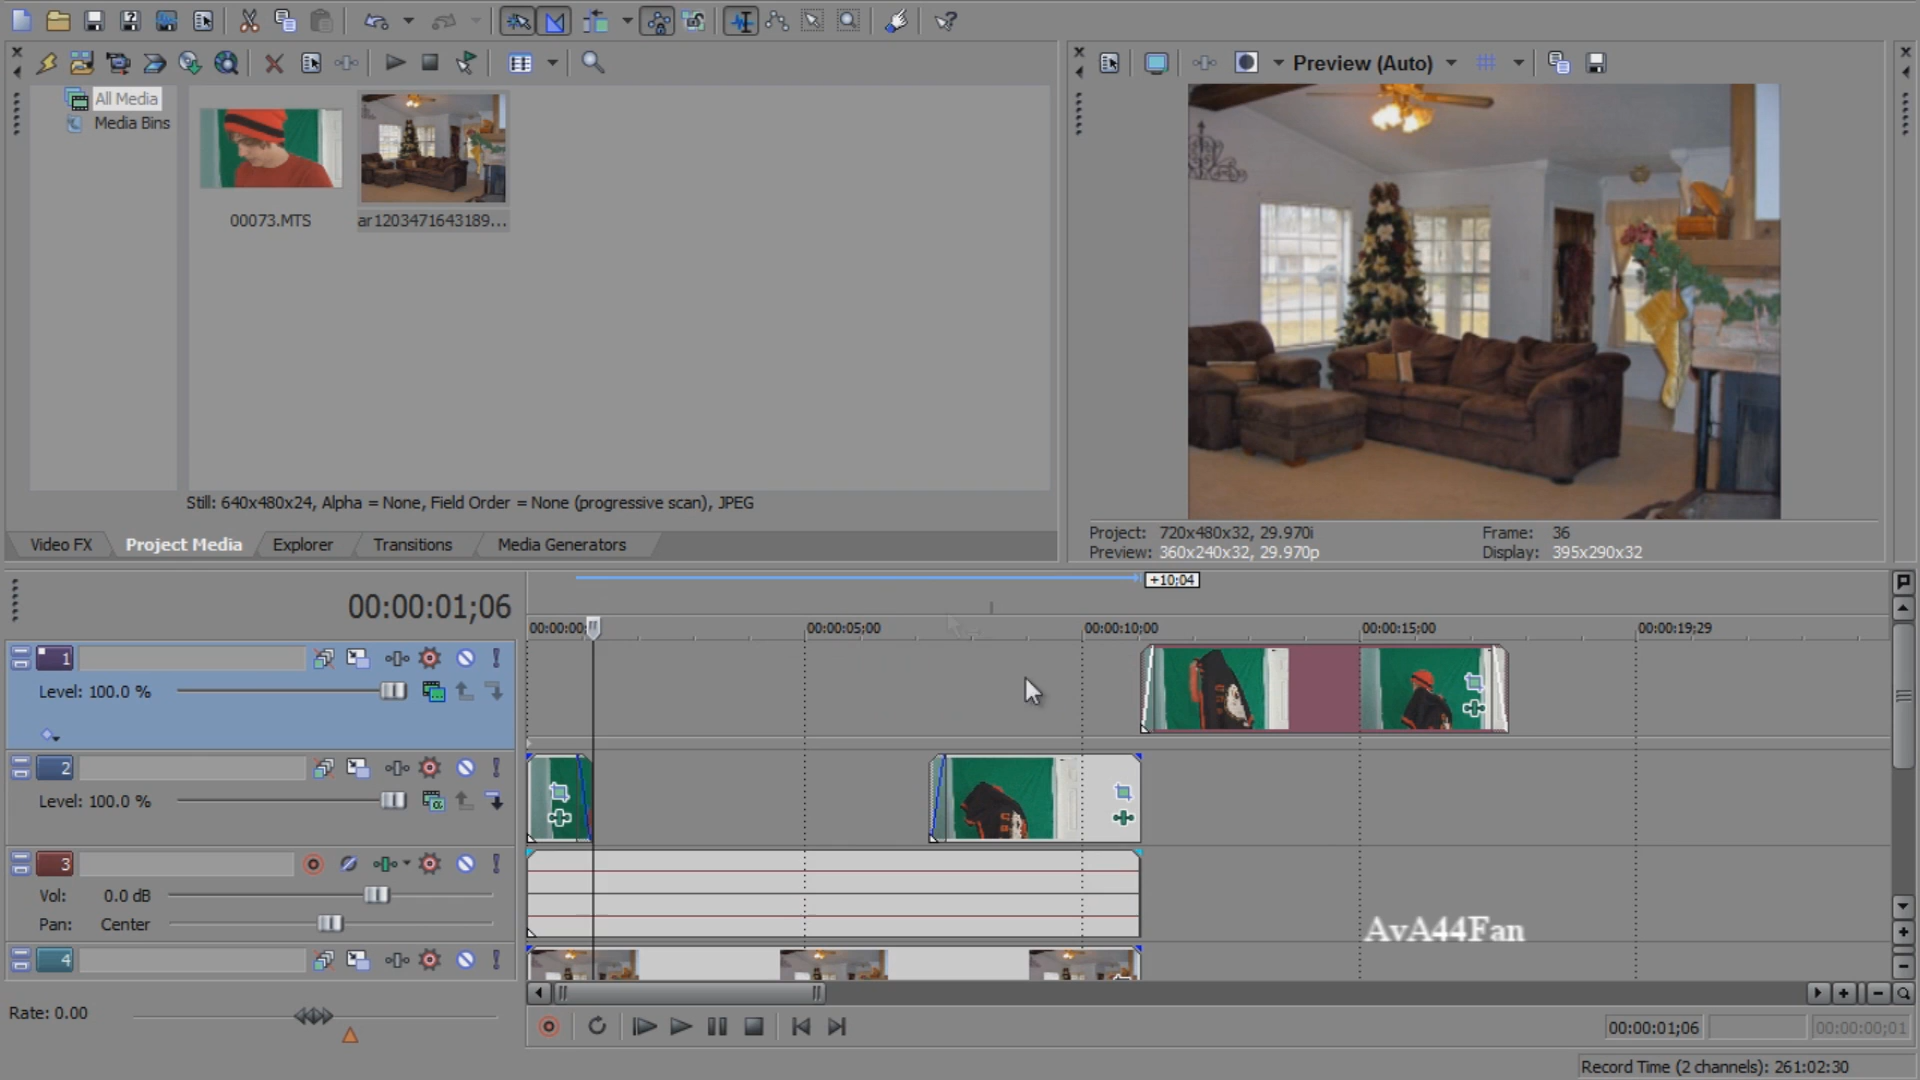 Preview (Auto)
All Media
Media Bins
00073.MTS
ar1203471643189...
Still: 640x480x24, Alpha = None, Field Order = None (progressive scan), JPEG
Video FX
Project Media
Explorer
Transitions
Media Generators
Project: 720x480x32, 29.970i
Frame: 36
Preview: 360x240x32, 29.970p
Display: 395x290x32
+10;04
00:00:01;06
00:00:00
00:00:05;00
00:00:10;00
00:00:15;00
00:00:19;29
1
Level: 100.0 %
2
Level: 100.0 %
3
Vol: 0.0 dB
Pan: Center
4
AvA44Fan
Rate: 0.00
00:00:01;06
00:00:00;01
Record Time (2 channels): 261:02:30